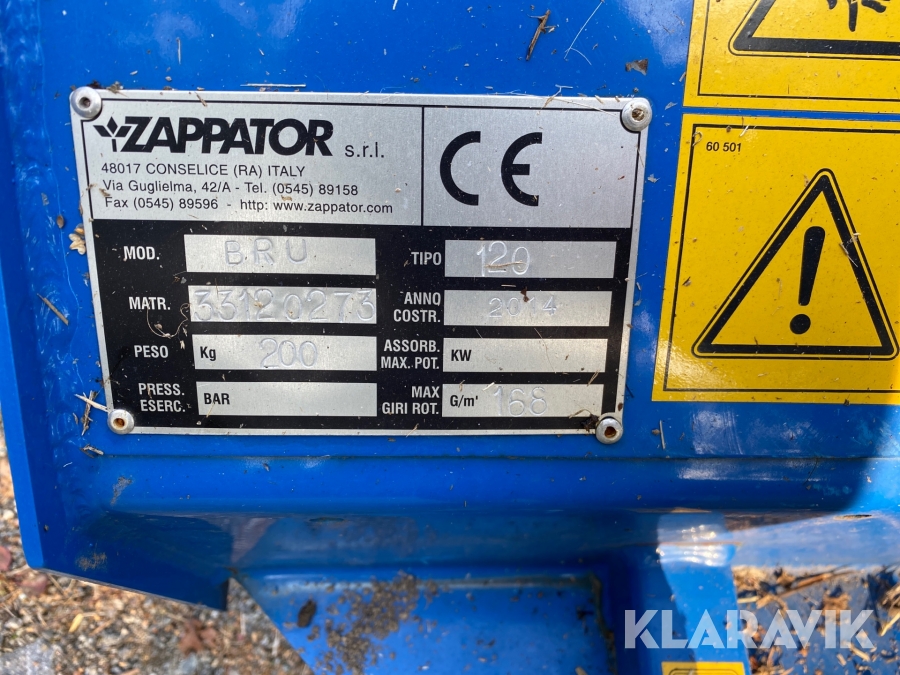 ZAPPATOR s.r.l.
48017 CONSELICE (RA) ITALY
Via Guglielma, 42/A - Tel. (0545) 89158
Fax (0545) 89596 - http: www.zappator.com
CE
MOD. BRU TIPO 120
MATR. 33120273 ANNO COSTR. 2014
PESO Kg 200 ASSORB. MAX. POT. KW
PRESS. ESERC. BAR MAX GIRI ROT. G/m' 168
60 501
KLARAVIK